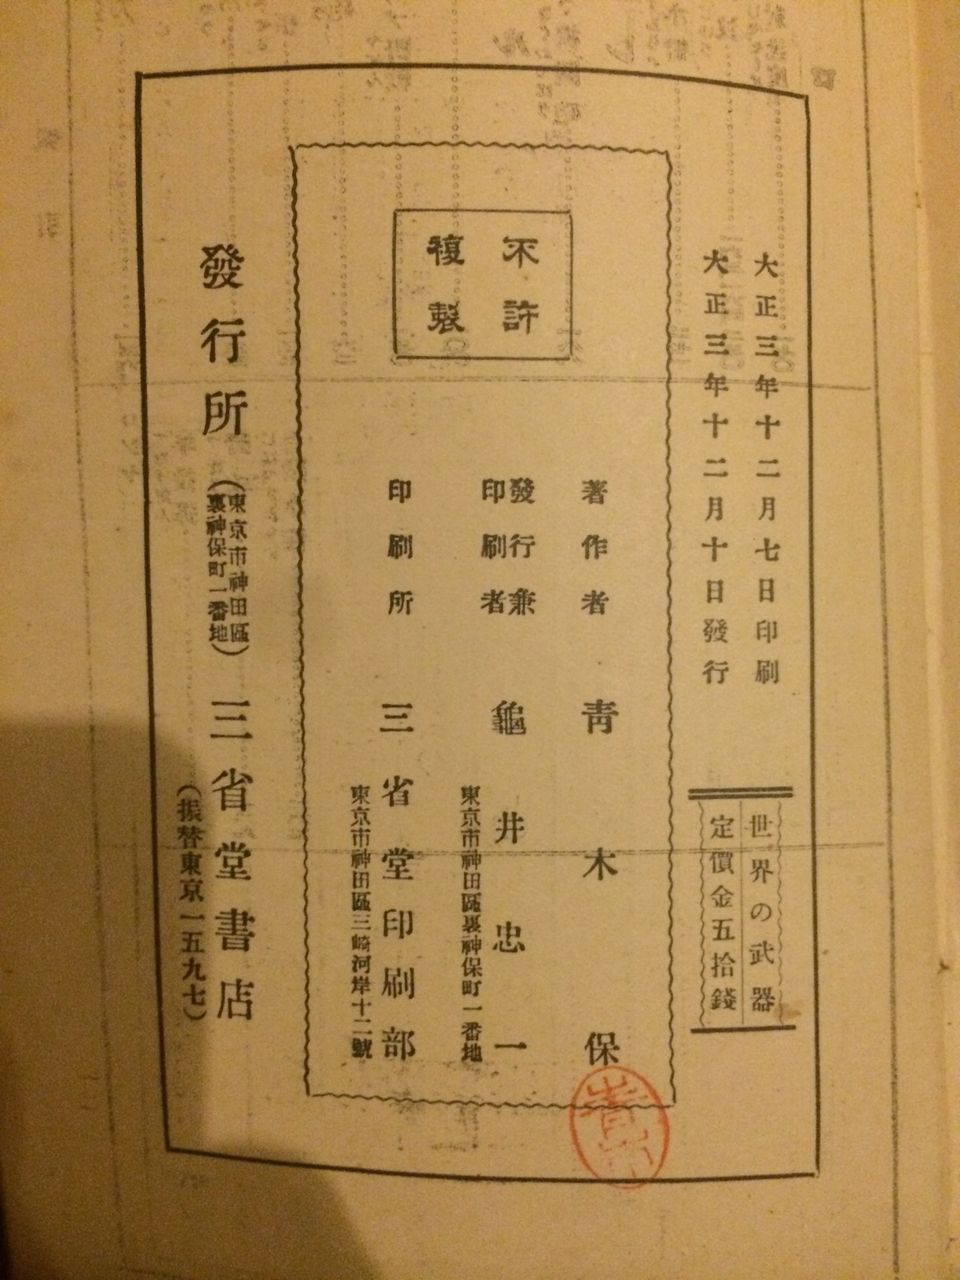 大正三年十二月七日印刷
大正三年十二月十日發行
世界の武器
定價金五拾錢
不許
複製
著作者
靑木保
發行兼
印刷者
龜井忠一
東京市神田區裏神保町一番地
印刷所
三省堂印刷部
東京市神田區三崎河岸十二號
發行所
(東京市神田區
裏神保町一番地)
三省堂書店
(振替東京一五九七)
靑木